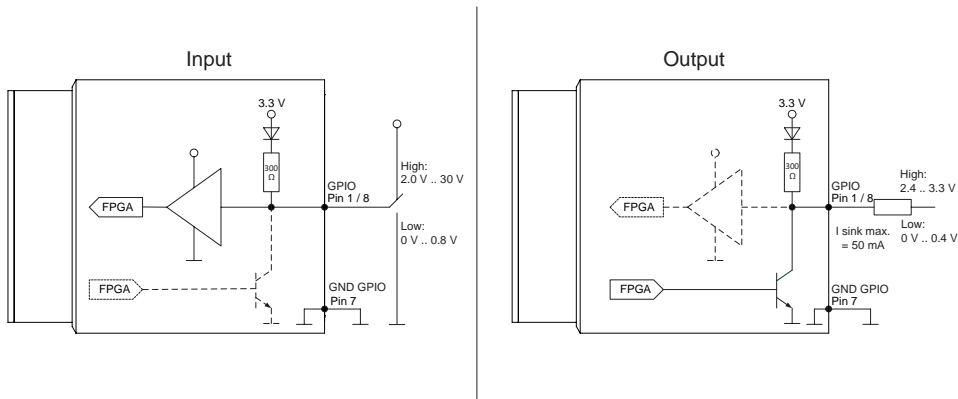 Input
3.3 V
300
Ω
High:
2.0 V .. 30 V
GPIO
Pin 1 / 8
FPGA
Low:
0 V .. 0.8 V
FPGA
GND GPIO
Pin 7
Output
3.3 V
300
Ω
High:
2.4 .. 3.3 V
GPIO
Pin 1 / 8
FPGA
I sink max.
= 50 mA
Low:
0 V .. 0.4 V
FPGA
GND GPIO
Pin 7